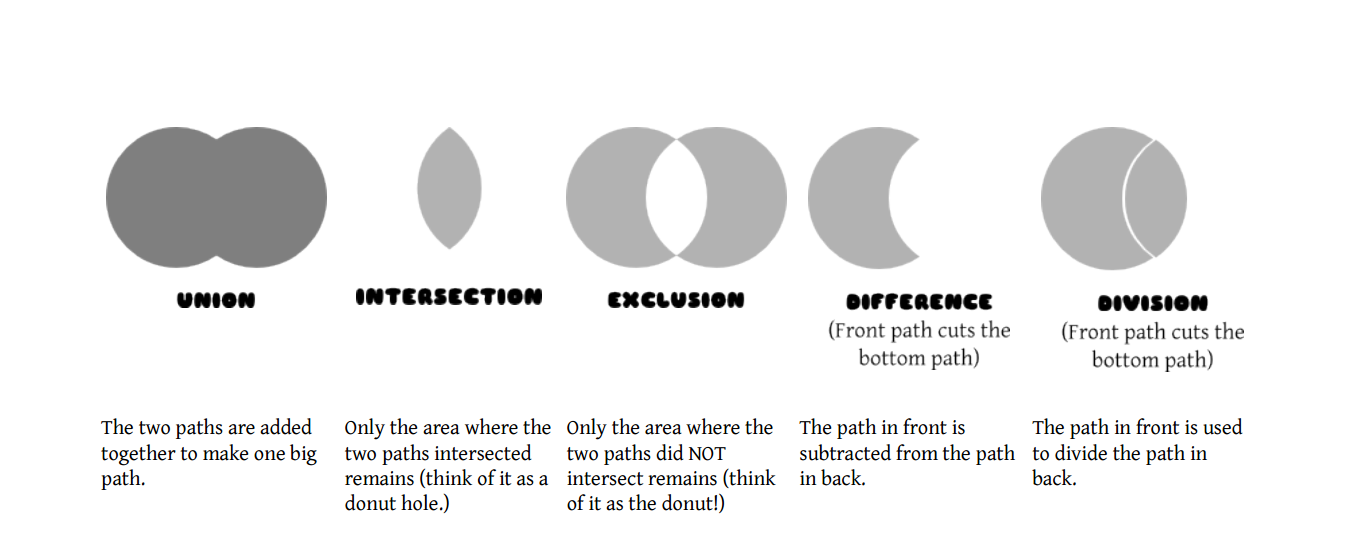 UNION
INTERSECTION
EXCLUSION
DIFFERENCE
(Front path cuts the
bottom path)
DIVISION
(Front path cuts the
bottom path)
The two paths are added
together to make one big
path.
Only the area where the
two paths intersected
remains (think of it as a
donut hole.)
Only the area where the
two paths did NOT
intersect remains (think
of it as the donut!)
The path in front is
subtracted from the path
in back.
The path in front is used
to divide the path in
back.